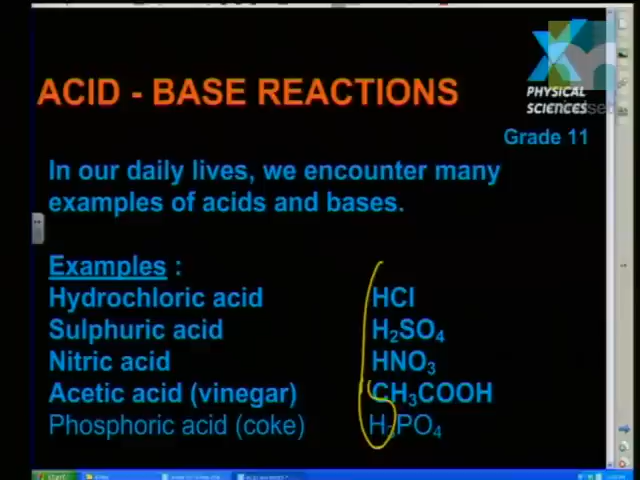 ACID - BASE REACTIONS
PHYSICAL
SCIENCES
Grade 11
In our daily lives, we encounter many
examples of acids and bases.
Examples :
Hydrochloric acid HCl
Sulphuric acid H₂SO₄
Nitric acid HNO₃
Acetic acid (vinegar) CH₃COOH
Phosphoric acid (coke) H₃PO₄
start